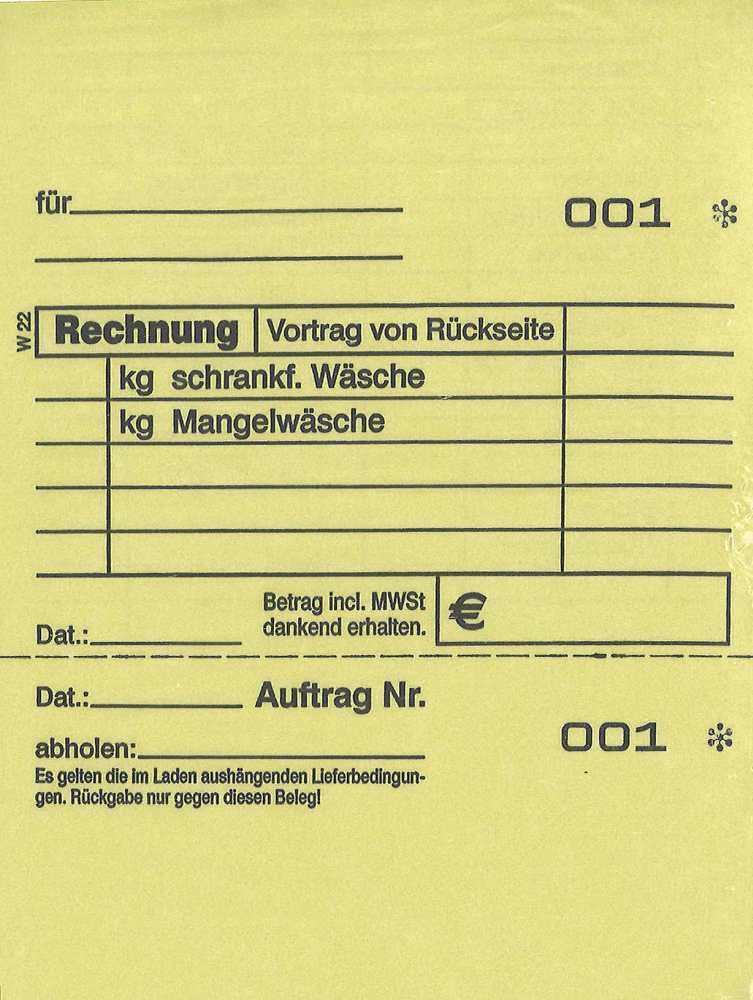 für
001 *
W 22
Rechnung Vortrag von Rückseite
kg schrankf. Wäsche
kg Mangelwäsche
Betrag incl. MWSt
dankend erhalten.
€
Dat.:
Dat.: Auftrag Nr.
001 *
abholen:
Es gelten die im Laden aushängenden Lieferbedingun-
gen. Rückgabe nur gegen diesen Beleg!